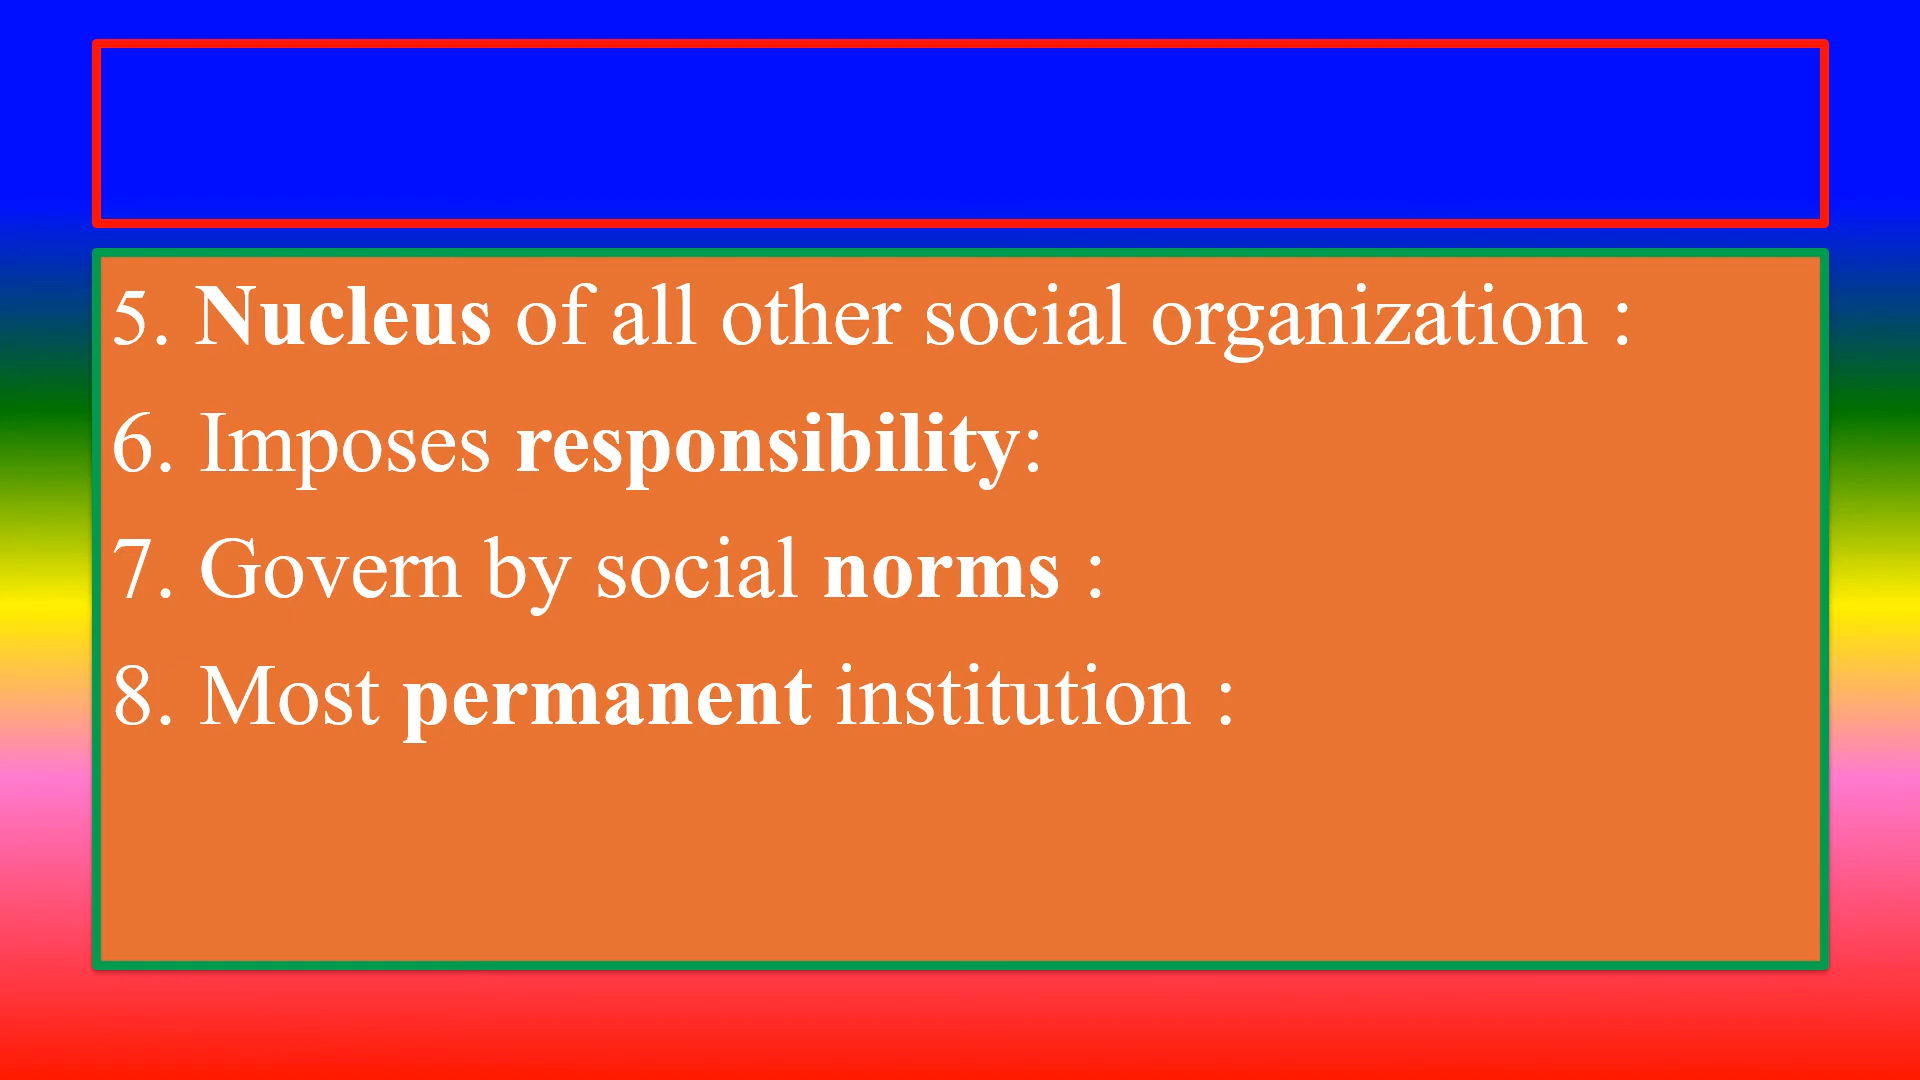 5. Nucleus of all other social organization :
6. Imposes responsibility:
7. Govern by social norms :
8. Most permanent institution :